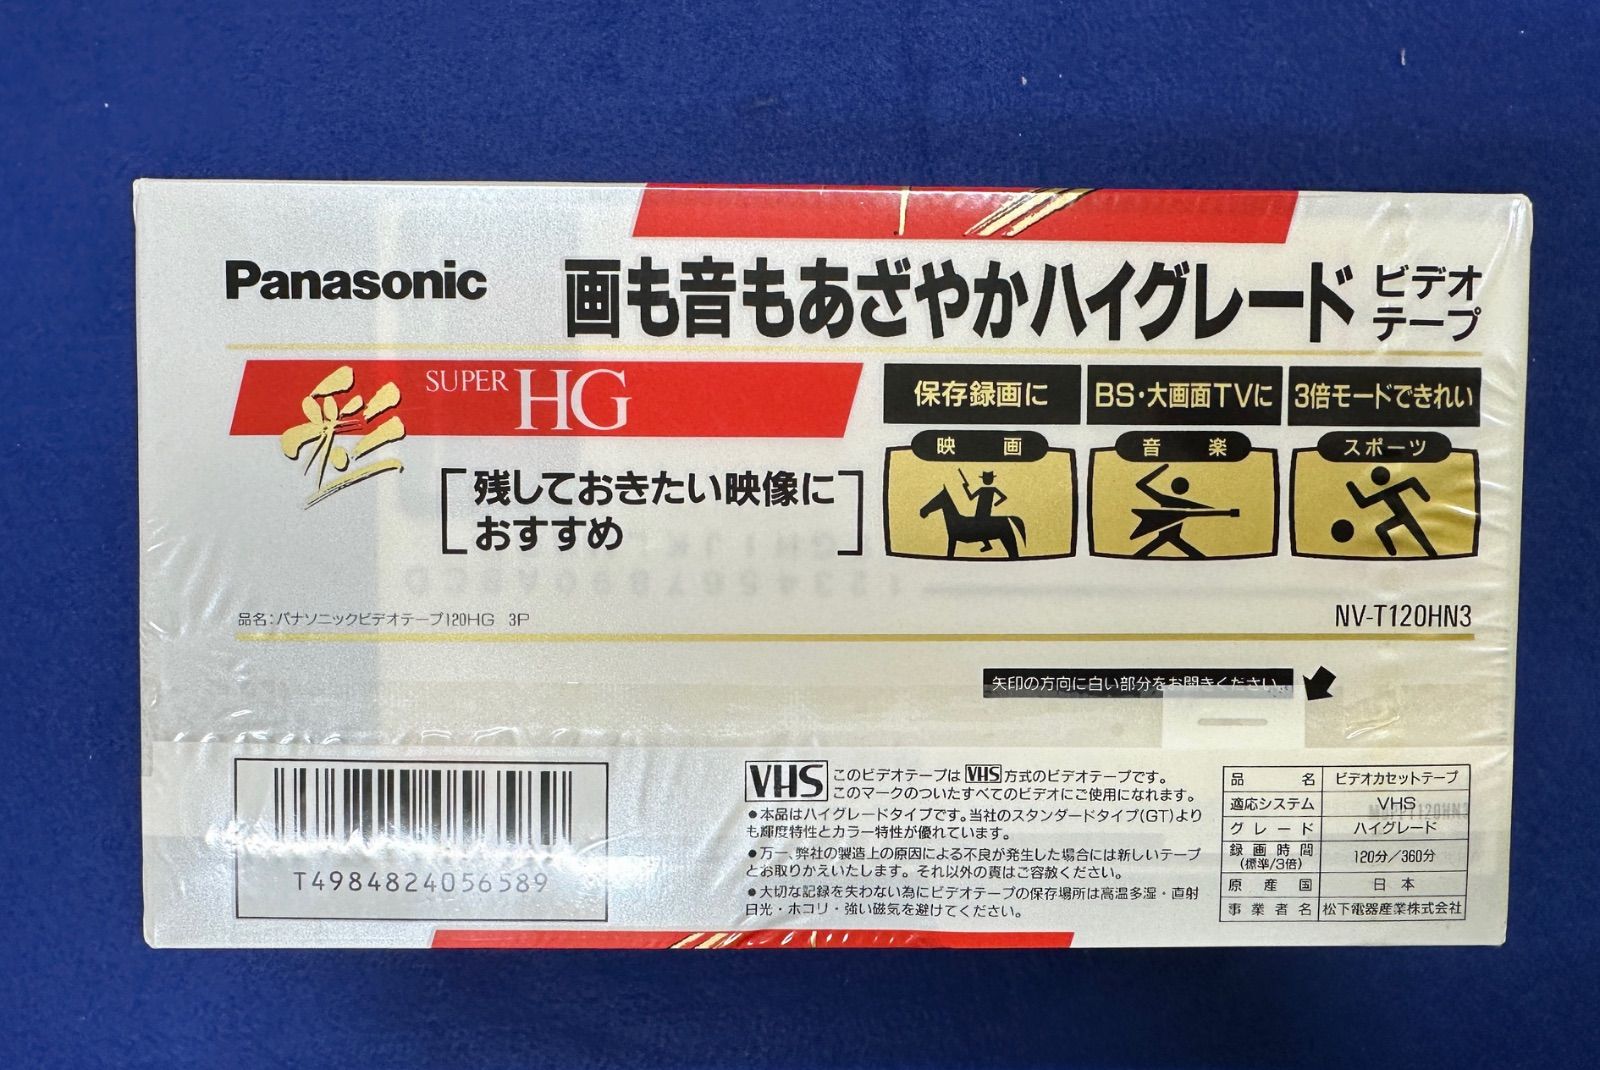 Panasonic
画も音もあざやかハイグレード ビデオ
テープ
彩 SUPER HG
残しておきたい映像に
おすすめ
保存録画に
映画
BS・大画面TVに
音楽
3倍モードできれい
スポーツ
品名:パナソニックビデオテープ120HG 3P
NV-T120HN3
矢印の方向に白い部分をお開きください。
T4984824056589
VHS このビデオテープはVHS方式のビデオテープです。
このマークのついたすべてのビデオにご使用になれます。
●本品はハイグレードタイプです。当社のスタンダードタイプ(GT)より
も輝度特性とカラー特性が優れています。
●万一、弊社の製造上の原因による不良が発生した場合には新しいテープ
とお取りかえいたします。それ以外の責はご容赦ください。
●大切な記録を失わない為にビデオテープの保存場所は高温多湿・直射
日光・ホコリ・強い磁気を避けてください。
品名 ビデオカセットテープ
適応システム VHS
グレード ハイグレード
録画時間
(標準/3倍) 120分/360分
原産国 日本
事業者名 松下電器産業株式会社